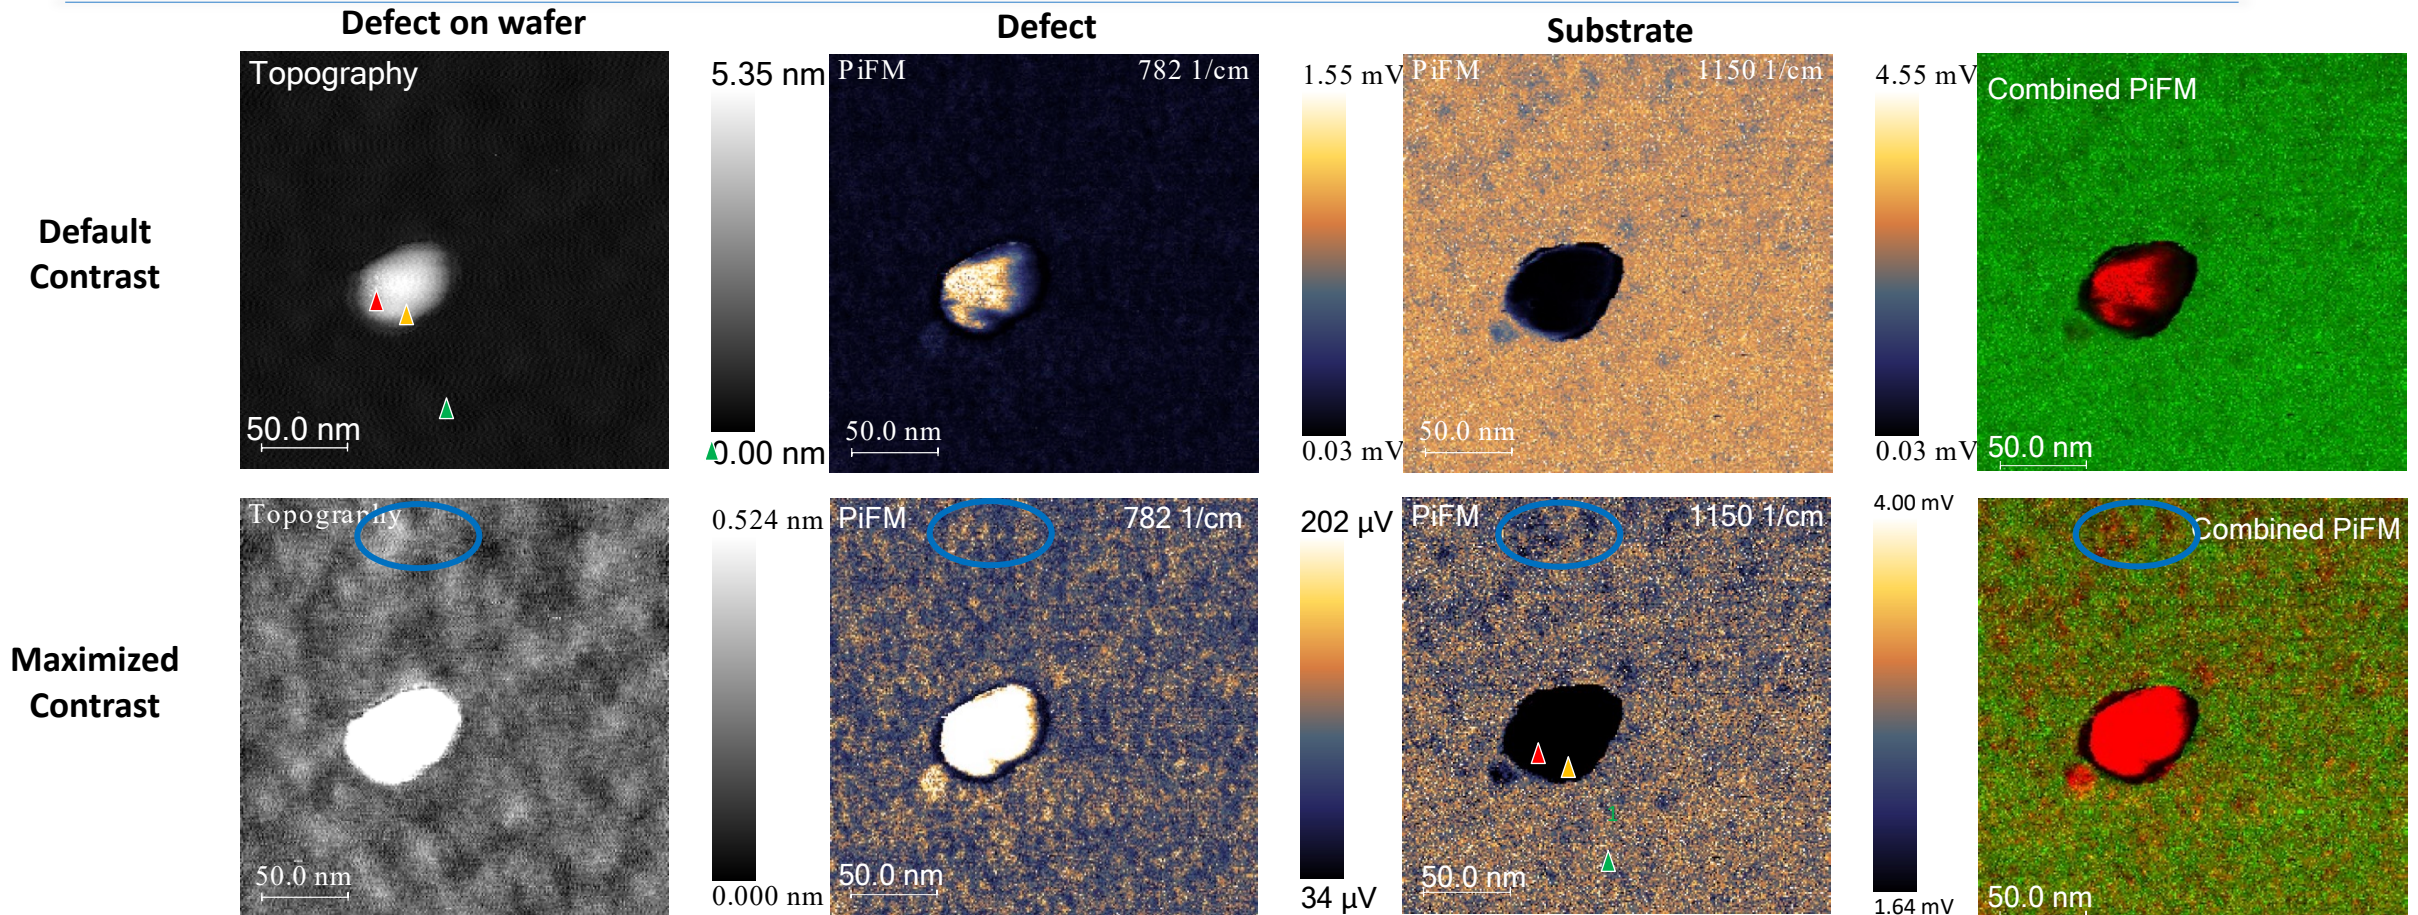 Defect on wafer
Defect
Substrate
Default
Contrast
Topography
5.35 nm
0.00 nm
50.0 nm
PiFM
782 1/cm
1.55 mV
0.03 mV
50.0 nm
PiFM
1150 1/cm
4.55 mV
0.03 mV
50.0 nm
Combined PiFM
50.0 nm
Maximized
Contrast
Topography
0.524 nm
0.000 nm
50.0 nm
PiFM
782 1/cm
202 µV
34 µV
50.0 nm
PiFM
1150 1/cm
4.00 mV
1.64 mV
1
50.0 nm
Combined PiFM
50.0 nm